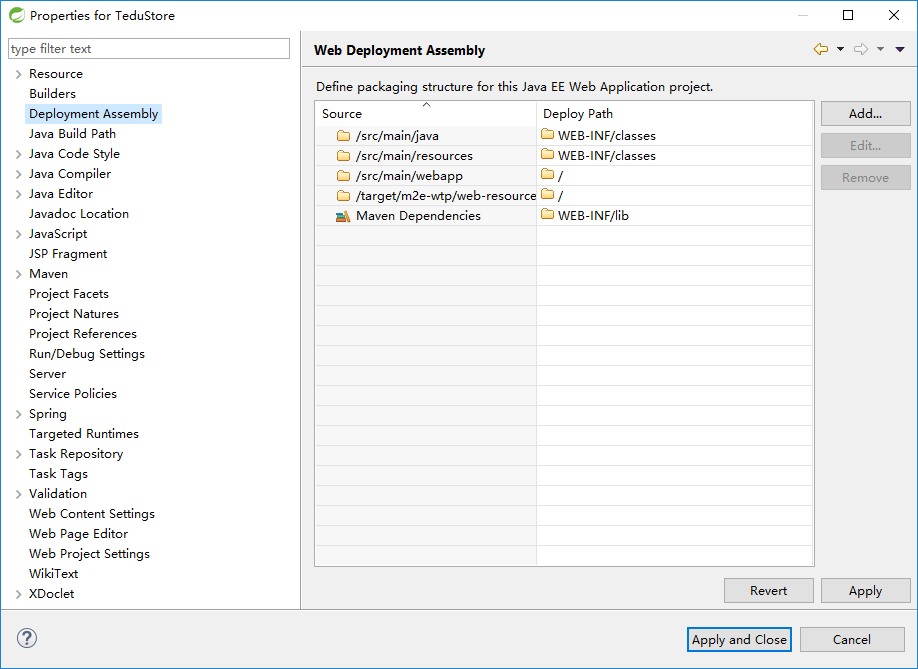 Properties for TeduStore
type filter text
Resource
Builders
Deployment Assembly
Java Build Path
Java Code Style
Java Compiler
Java Editor
Javadoc Location
JavaScript
JSP Fragment
Maven
Project Facets
Project Natures
Project References
Run/Debug Settings
Server
Service Policies
Spring
Targeted Runtimes
Task Repository
Task Tags
Validation
Web Content Settings
Web Page Editor
Web Project Settings
WikiText
XDoclet
Web Deployment Assembly
Define packaging structure for this Java EE Web Application project.
Source Deploy Path
/src/main/java WEB-INF/classes
/src/main/resources WEB-INF/classes
/src/main/webapp /
/target/m2e-wtp/web-resource /
Maven Dependencies WEB-INF/lib
Add...
Edit...
Remove
Revert Apply
? Apply and Close Cancel